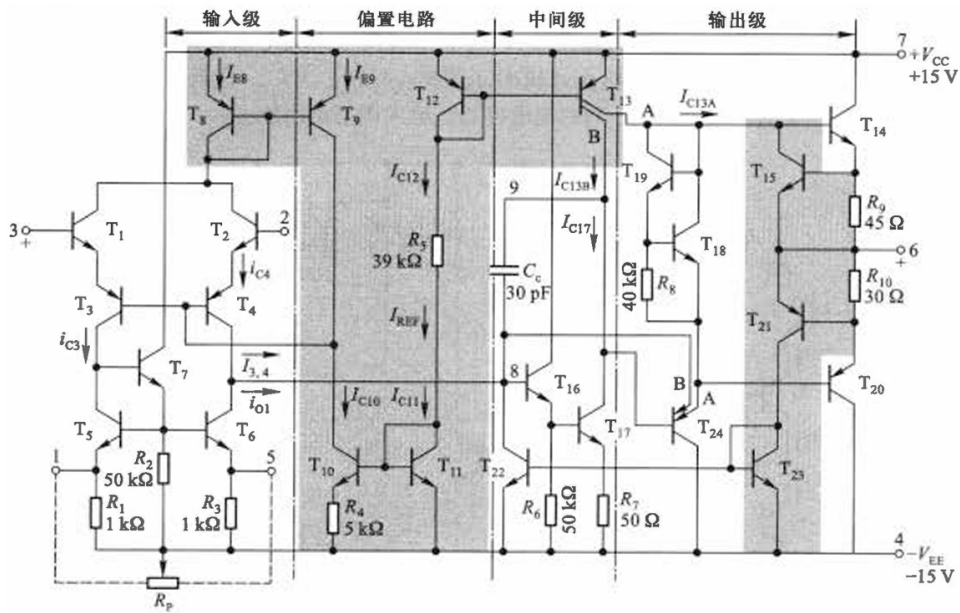 输入级 偏置电路 中间级 输出级
7
+VCC
+15 V
IE8
IE9
T8
T9
T12
T13
A
IC13A
T14
B
T19
T15
IC12
IC13B
9
IC17
R9
45 Ω
3
+
T1
T2
2
R5
39 kΩ
T18
6
+
iC4
Cc
30 pF
40 kΩ
R8
R10
30 Ω
T3
T4
IREF
T21
iC3
T7
I3,4
iO1
8
T16
B
A
T20
IC10
IC11
T5
T6
T17
T24
1
5
R2
50 kΩ
T10
T11
T22
T23
R1
1 kΩ
R3
1 kΩ
R4
5 kΩ
R6
50 kΩ
R7
50 Ω
4
−VEE
−15 V
RP